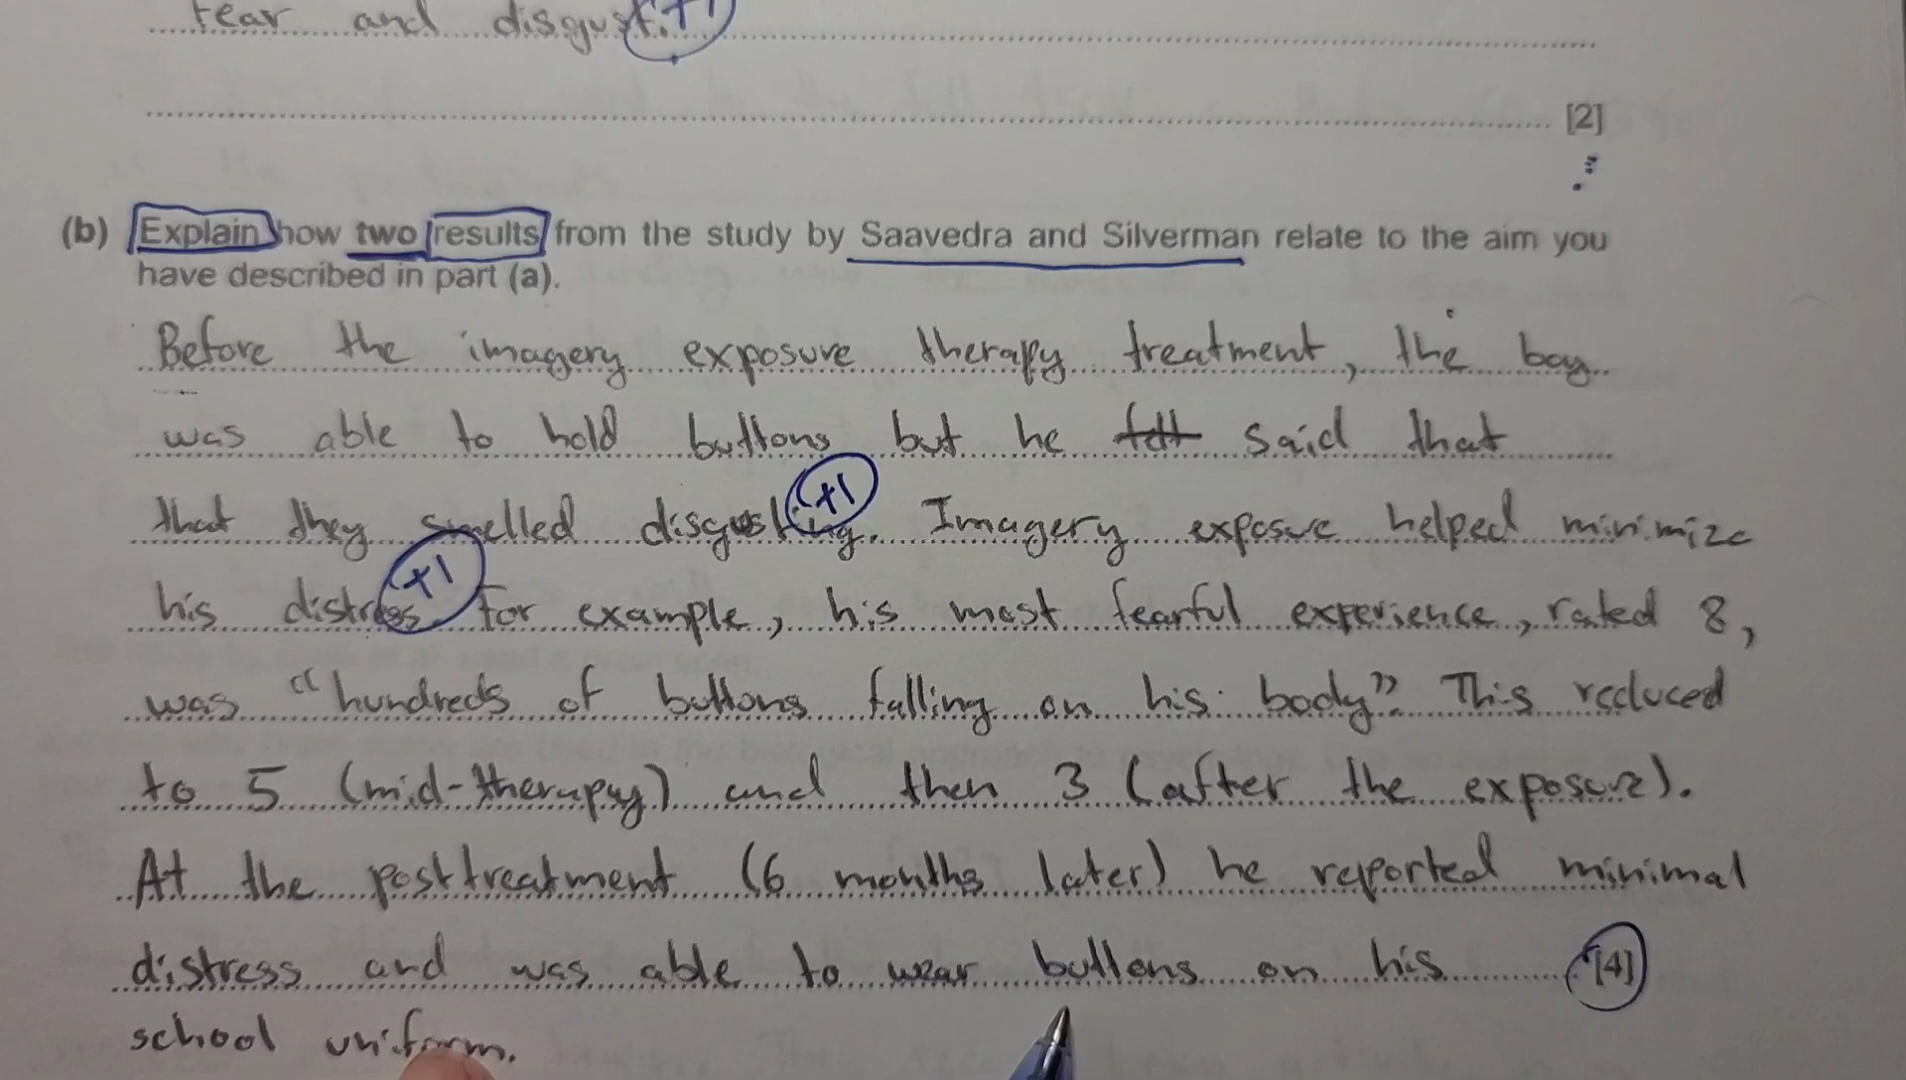 fear and disgust. +1
[2]
(b) Explain how two results from the study by Saavedra and Silverman relate to the aim you
have described in part (a).
Before the imagery exposure therapy treatment, the boy
was able to hold buttons but he felt said that
that they smelled disgusting. +1 Imagery exposure helped minimize
his distress +1 For example, his most fearful experience, rated 8,
was "hundreds of buttons falling on his body". This reduced
to 5 (mid-therapy) and then 3 (after the exposure).
At the posttreatment (6 months later) he reported minimal
distress and was able to wear buttons on his [4]
school uniform.